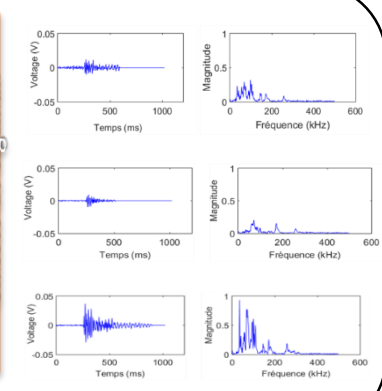 0.05
0
-0.05
Voltage (V)
0 500 1000
Temps (ms)
1
0.5
0
Magnitude
0 200 400 600
Fréquence (kHz)
0.05
0
-0.05
Voltage (V)
0 500 1000
Temps (ms)
1
0.5
0
Magnitude
0 200 400 600
Fréquence (kHz)
0.05
0
-0.05
Voltage (V)
0 500 1000
Temps (ms)
1
0.5
0
Magnitude
0 200 400 600
Fréquence (kHz)